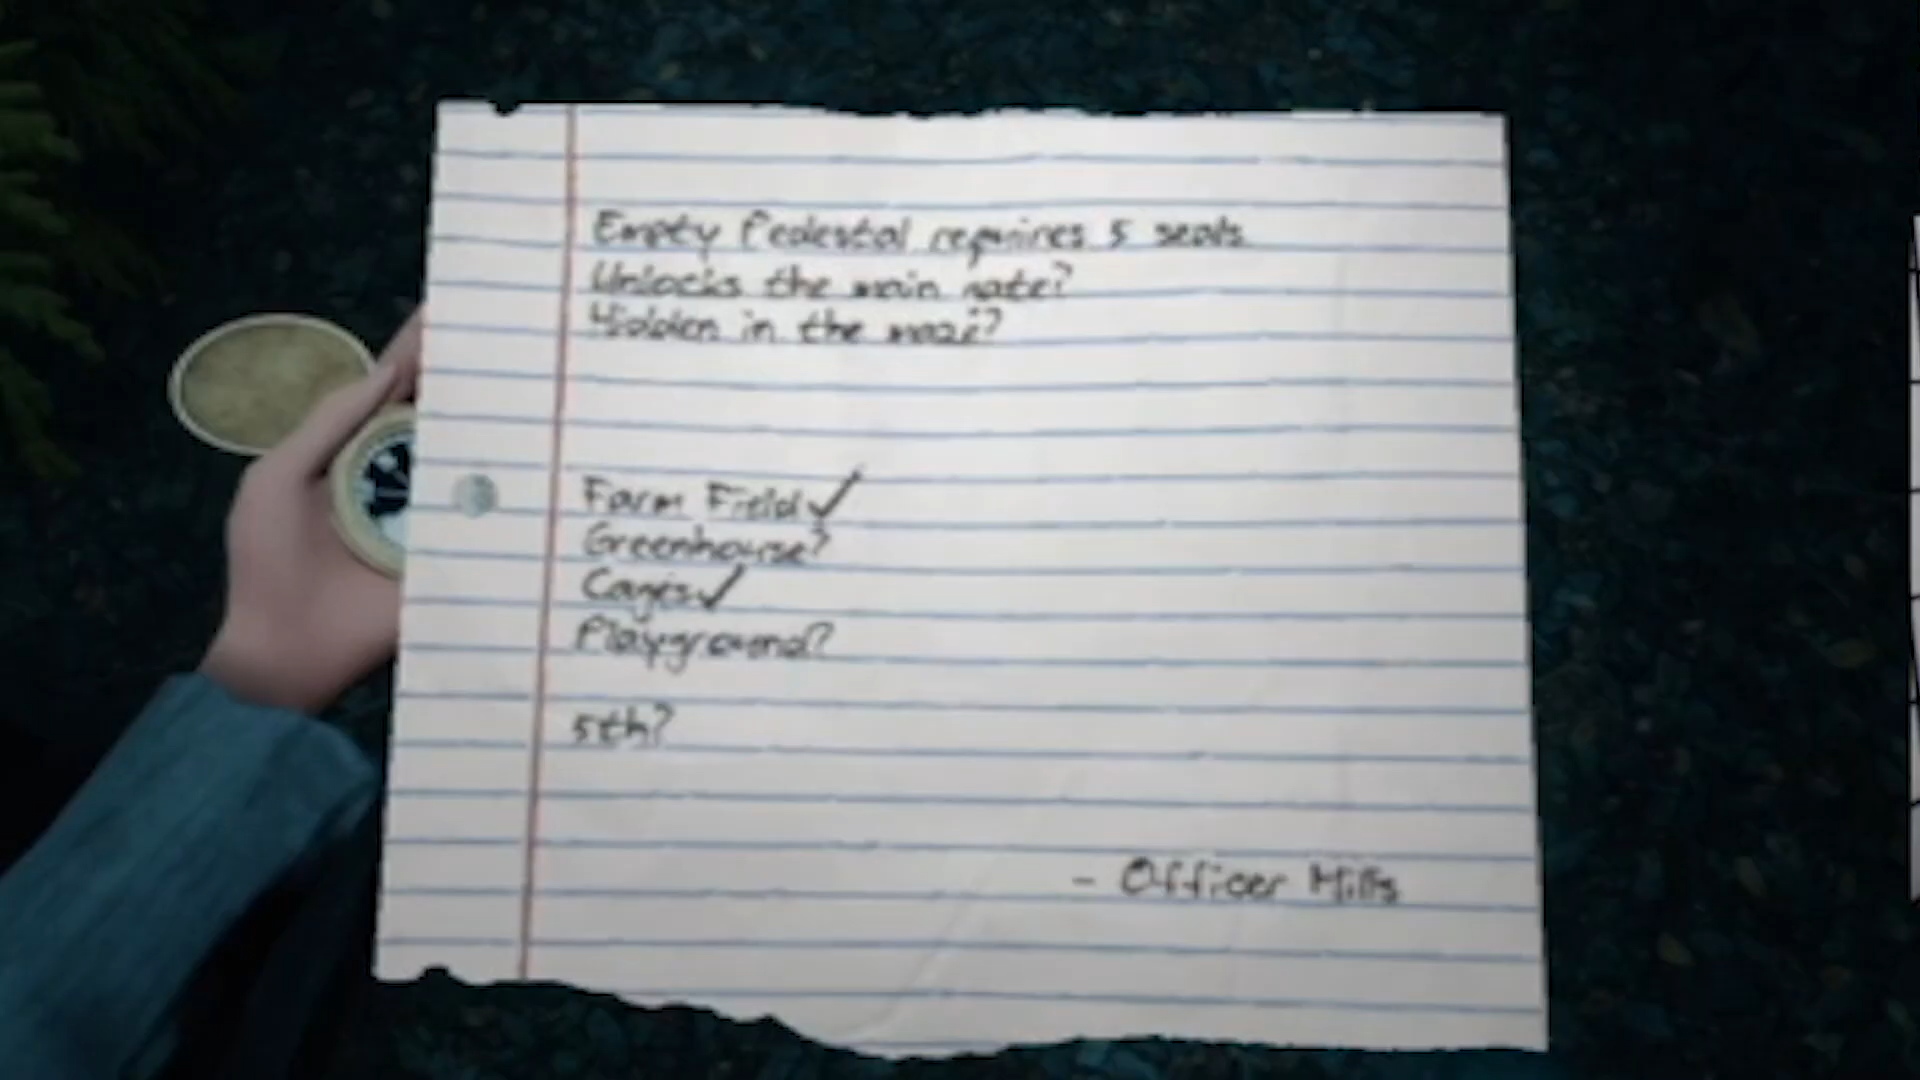 Empty Pedestal requires 5 seals
Unlocks the main gate?
Hidden in the maze?
Farm Field✓
Greenhouse?
Cages✓
Playground?
5th?
- Officer Mills